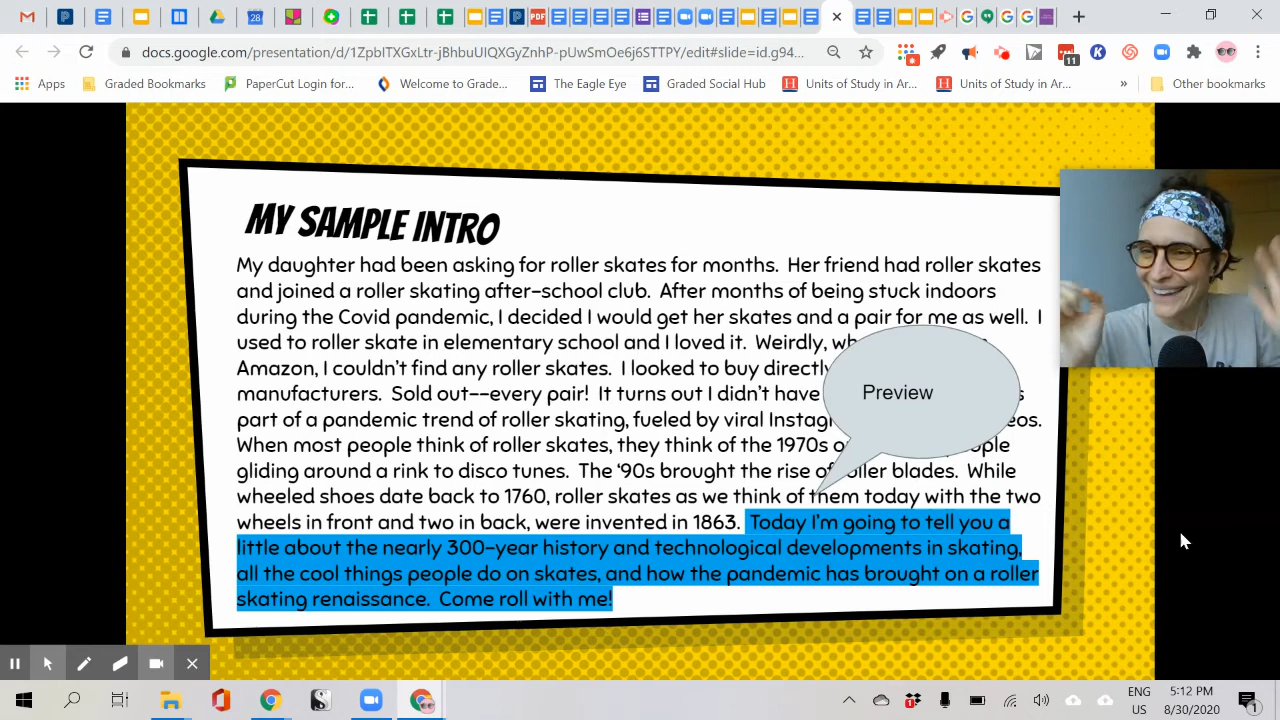 docs.google.com/presentation/d/1ZpbITXGxLtr-jBhbuUIQXGyZnhP-pUwSmOe6j6STTPY/edit#slide=id.g94...
11
Apps
Graded Bookmarks
PaperCut Login for...
Welcome to Grade...
The Eagle Eye
Graded Social Hub
Units of Study in Ar...
Units of Study in Ar...
»
Other bookmarks
MY SAMPLE INTRO
My daughter had been asking for roller skates for months. Her friend had roller skates
and joined a roller skating after-school club. After months of being stuck indoors
during the Covid pandemic, I decided I would get her skates and a pair for me as well. I
used to roller skate in elementary school and I loved it. Weirdly,
Amazon, I couldn't find any roller skates. I looked to buy directly
manufacturers. Sold out--every pair! It turns out I didn't have
part of a pandemic trend of roller skating, fueled by viral
When most people think of roller skates, they think of the 1970s
gliding around a rink to disco tunes. The '90s brought the rise of roller blades. While
wheeled shoes date back to 1760, roller skates as we think of them today with the two
wheels in front and two in back, were invented in 1863. Today I'm going to tell you a
little about the nearly 300-year history and technological developments in skating,
all the cool things people do on skates, and how the pandemic has brought on a roller
skating renaissance. Come roll with me!
Preview
ENG
US
5:12 PM
8/30/2020